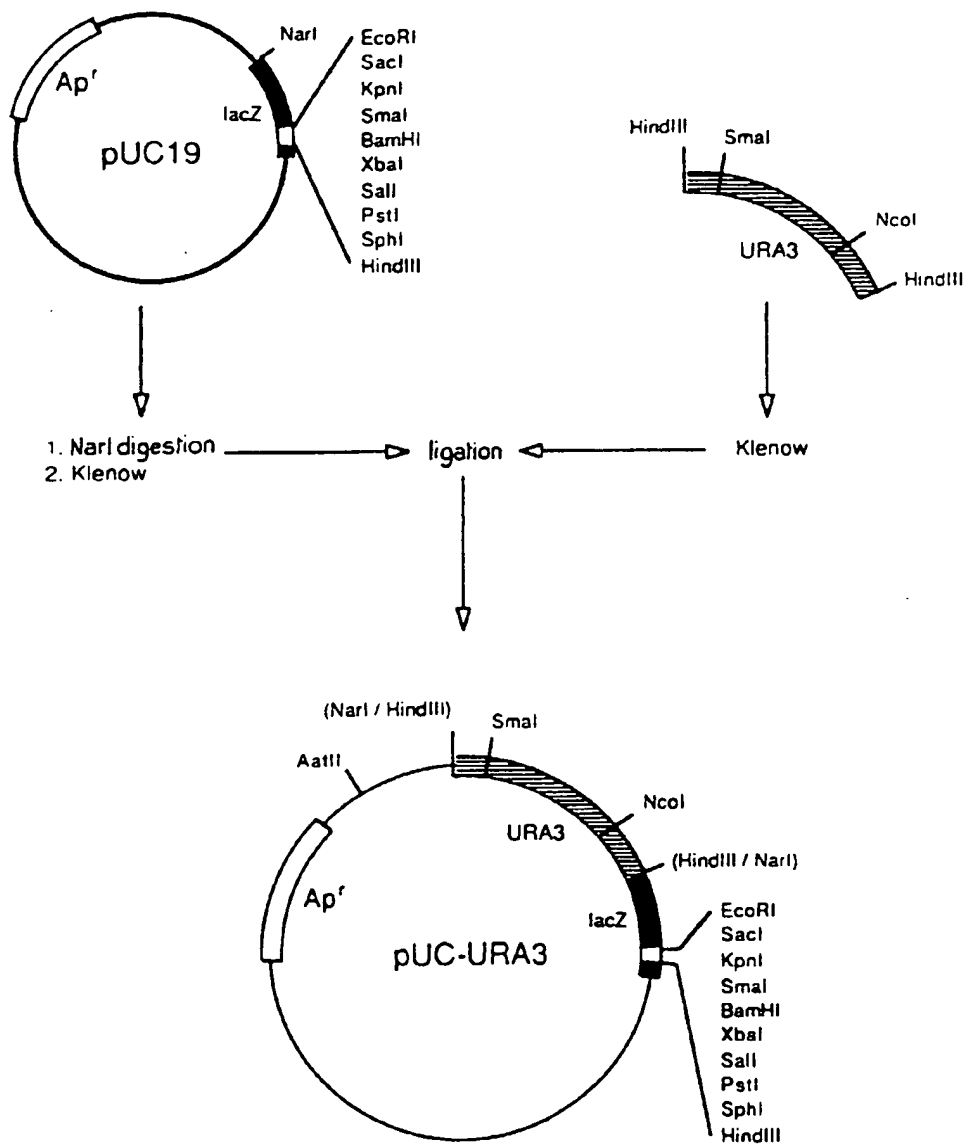 NarI
EcoRI
SacI
KpnI
SmaI
BamHI
XbaI
SalI
PstI
SphI
HindIII
Apʳ
lacZ
pUC19
HindIII
SmaI
NcoI
URA3
HindIII
1. NarI digestion
2. Klenow
ligation
Klenow
(NarI / HindIII)
SmaI
AatII
NcoI
URA3
(HindIII / NarI)
Apʳ
lacZ
pUC-URA3
EcoRI
SacI
KpnI
SmaI
BamHI
XbaI
SalI
PstI
SphI
HindIII